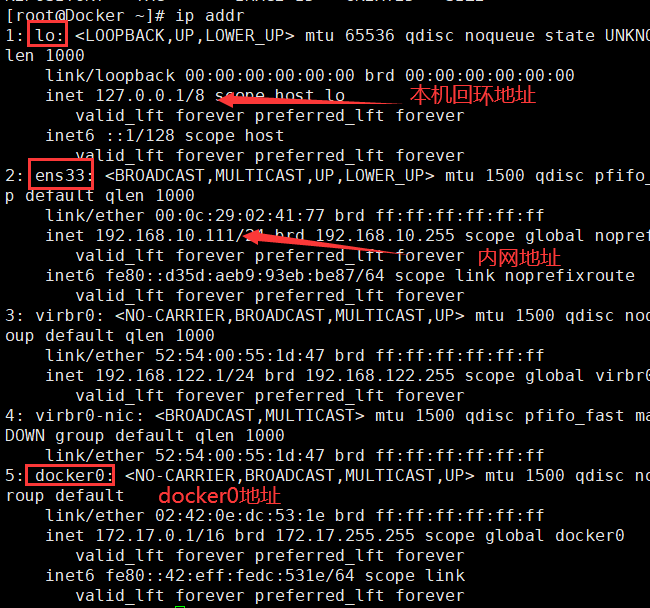 [root@Docker ~]# ip addr
1: lo: <LOOPBACK,UP,LOWER_UP> mtu 65536 qdisc noqueue state UNKNO
len 1000
link/loopback 00:00:00:00:00:00 brd 00:00:00:00:00:00
inet 127.0.0.1/8 scope host lo 本机回环地址
valid_lft forever preferred_lft forever
inet6 ::1/128 scope host
valid_lft forever preferred_lft forever
2: ens33: <BROADCAST,MULTICAST,UP,LOWER_UP> mtu 1500 qdisc pfifo_
p default qlen 1000
link/ether 00:0c:29:02:41:77 brd ff:ff:ff:ff:ff:ff
inet 192.168.10.111/24 brd 192.168.10.255 scope global nopref
valid_lft forever preferred_lft forever 内网地址
inet6 fe80::d35d:aeb9:93eb:be87/64 scope link noprefixroute
valid_lft forever preferred_lft forever
3: virbr0: <NO-CARRIER,BROADCAST,MULTICAST,UP> mtu 1500 qdisc noq
oup default qlen 1000
link/ether 52:54:00:55:1d:47 brd ff:ff:ff:ff:ff:ff
inet 192.168.122.1/24 brd 192.168.122.255 scope global virbr0
valid_lft forever preferred_lft forever
4: virbr0-nic: <BROADCAST,MULTICAST> mtu 1500 qdisc pfifo_fast ma
DOWN group default qlen 1000
link/ether 52:54:00:55:1d:47 brd ff:ff:ff:ff:ff:ff
5: docker0: <NO-CARRIER,BROADCAST,MULTICAST,UP> mtu 1500 qdisc no
roup default docker0地址
link/ether 02:42:0e:dc:53:1e brd ff:ff:ff:ff:ff:ff
inet 172.17.0.1/16 brd 172.17.255.255 scope global docker0
valid_lft forever preferred_lft forever
inet6 fe80::42:eff:fedc:531e/64 scope link
valid_lft forever preferred_lft forever